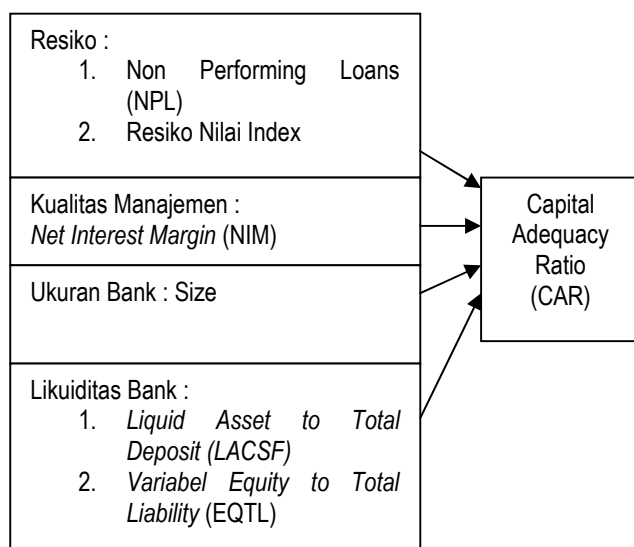 Resiko :
1. Non Performing Loans
(NPL)
2. Resiko Nilai Index
Kualitas Manajemen :
Net Interest Margin (NIM)
Ukuran Bank : Size
Likuiditas Bank :
1. Liquid Asset to Total
Deposit (LACSF)
2. Variabel Equity to Total
Liability (EQTL)
Capital
Adequacy
Ratio
(CAR)